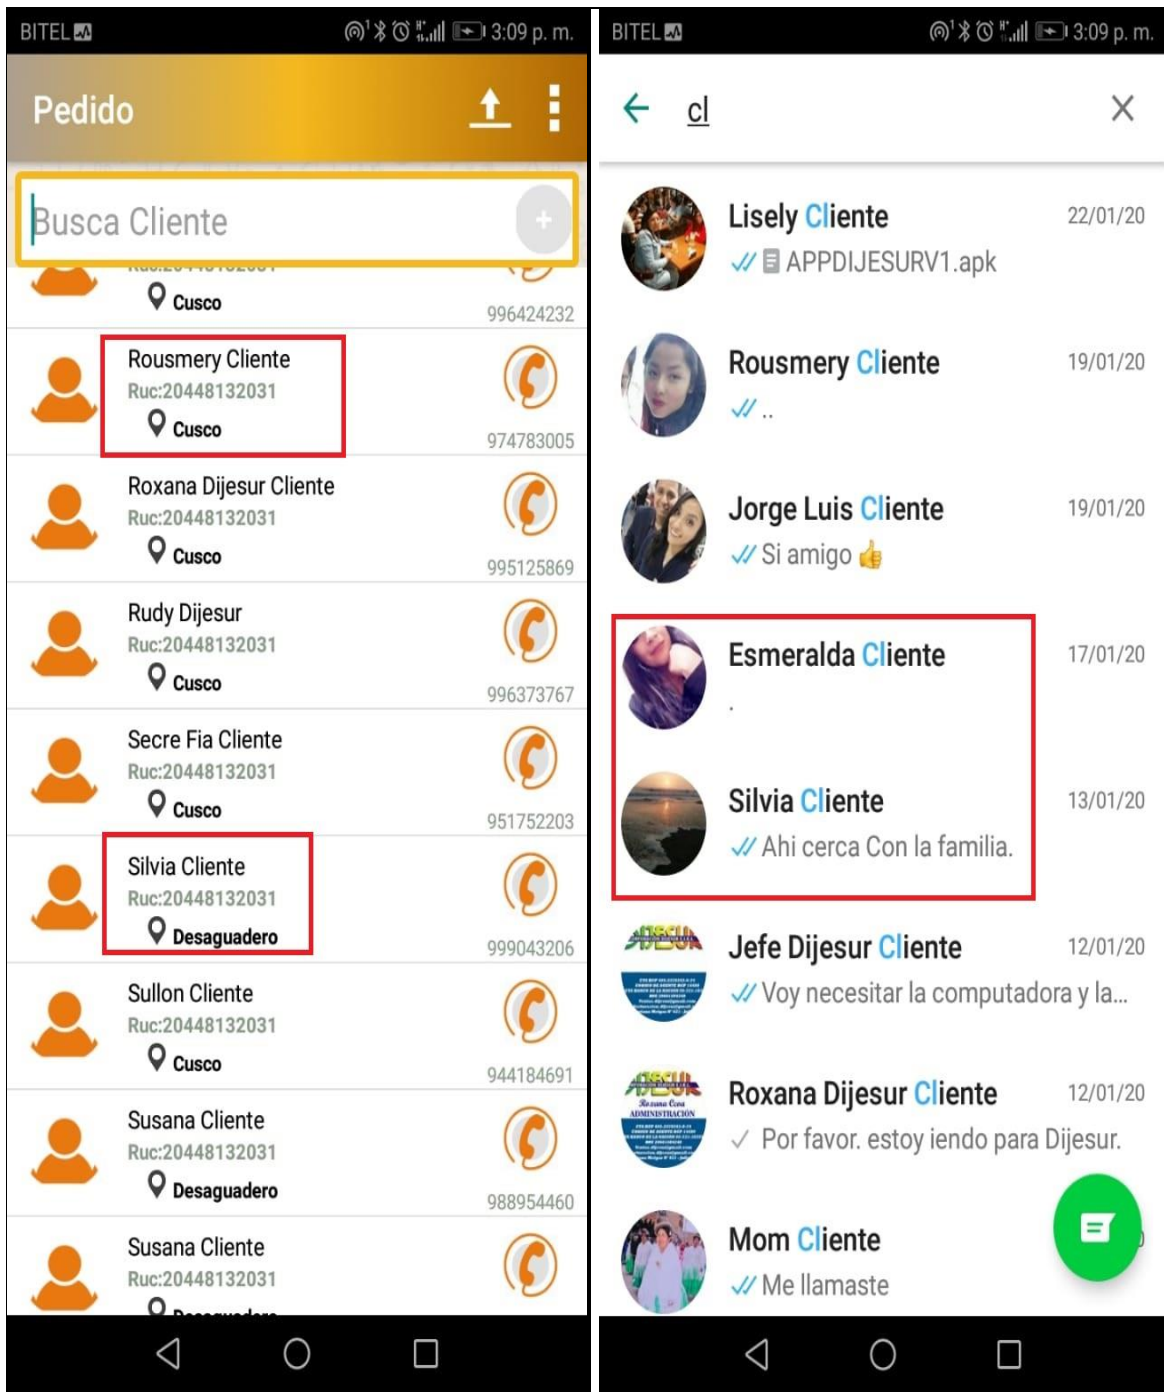 BITEL
1
H+
3:09 p. m.
Pedido
Busca Cliente
Cusco
996424232
Rousmery Cliente
Ruc:20448132031
Cusco
974783005
Roxana Dijesur Cliente
Ruc:20448132031
Cusco
995125869
Rudy Dijesur
Ruc:20448132031
Cusco
996373767
Secre Fia Cliente
Ruc:20448132031
Cusco
951752203
Silvia Cliente
Ruc:20448132031
Desaguadero
999043206
Sullon Cliente
Ruc:20448132031
Cusco
944184691
Susana Cliente
Ruc:20448132031
Desaguadero
988954460
Susana Cliente
Ruc:20448132031
BITEL
1
H+
3:09 p. m.
cl
Lisely Cliente
22/01/20
APPDIJESURV1.apk
Rousmery Cliente
19/01/20
..
Jorge Luis Cliente
19/01/20
Si amigo 👍
Esmeralda Cliente
17/01/20
.
Silvia Cliente
13/01/20
Ahi cerca Con la familia.
Jefe Dijesur Cliente
12/01/20
Voy necesitar la computadora y la...
Roxana Dijesur Cliente
12/01/20
ADMINISTRACIÓN
Por favor. estoy iendo para Dijesur.
Mom Cliente
Me llamaste